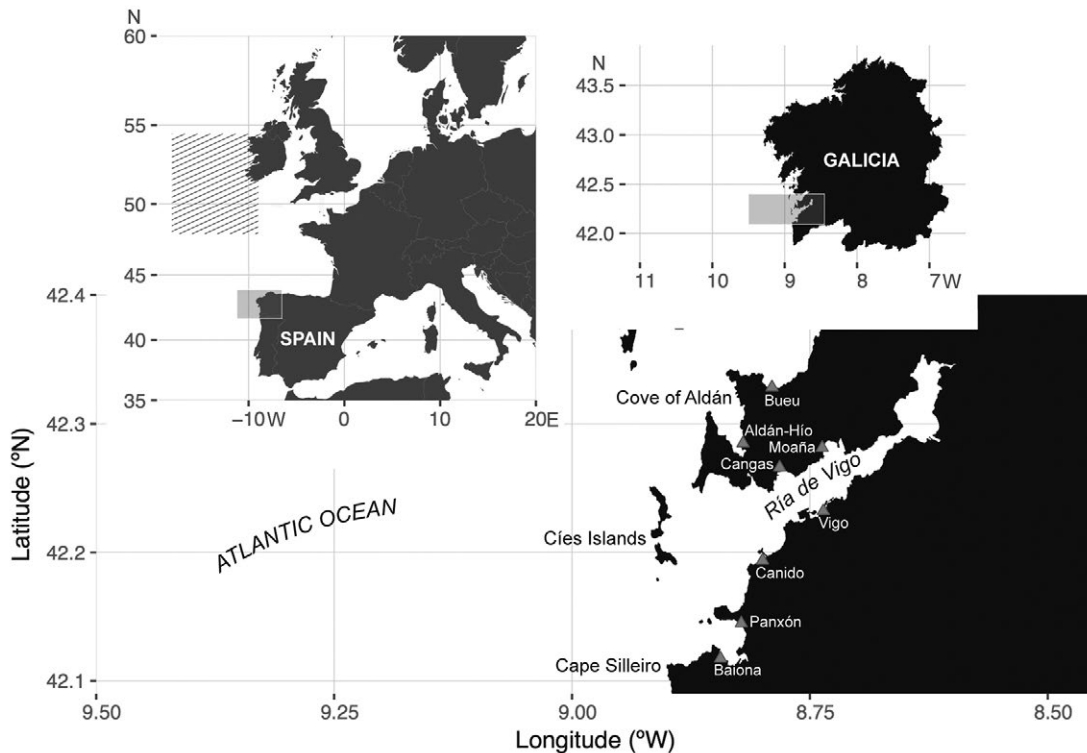 N
60
55
50
45
40
35
SPAIN
−10W 0 10 20E
N
43.5
43.0
42.5
42.0
GALICIA
11 10 9 8 7W
42.4
42.3
42.2
42.1
Latitude (ºN)
Cove of Aldán
Bueu
Aldán-Hío
Moaña
Cangas
Ría de Vigo
Vigo
ATLANTIC OCEAN
Cíes Islands
Canido
Panxón
Cape Silleiro
Baiona
9.50 9.25 9.00 8.75 8.50
Longitude (ºW)